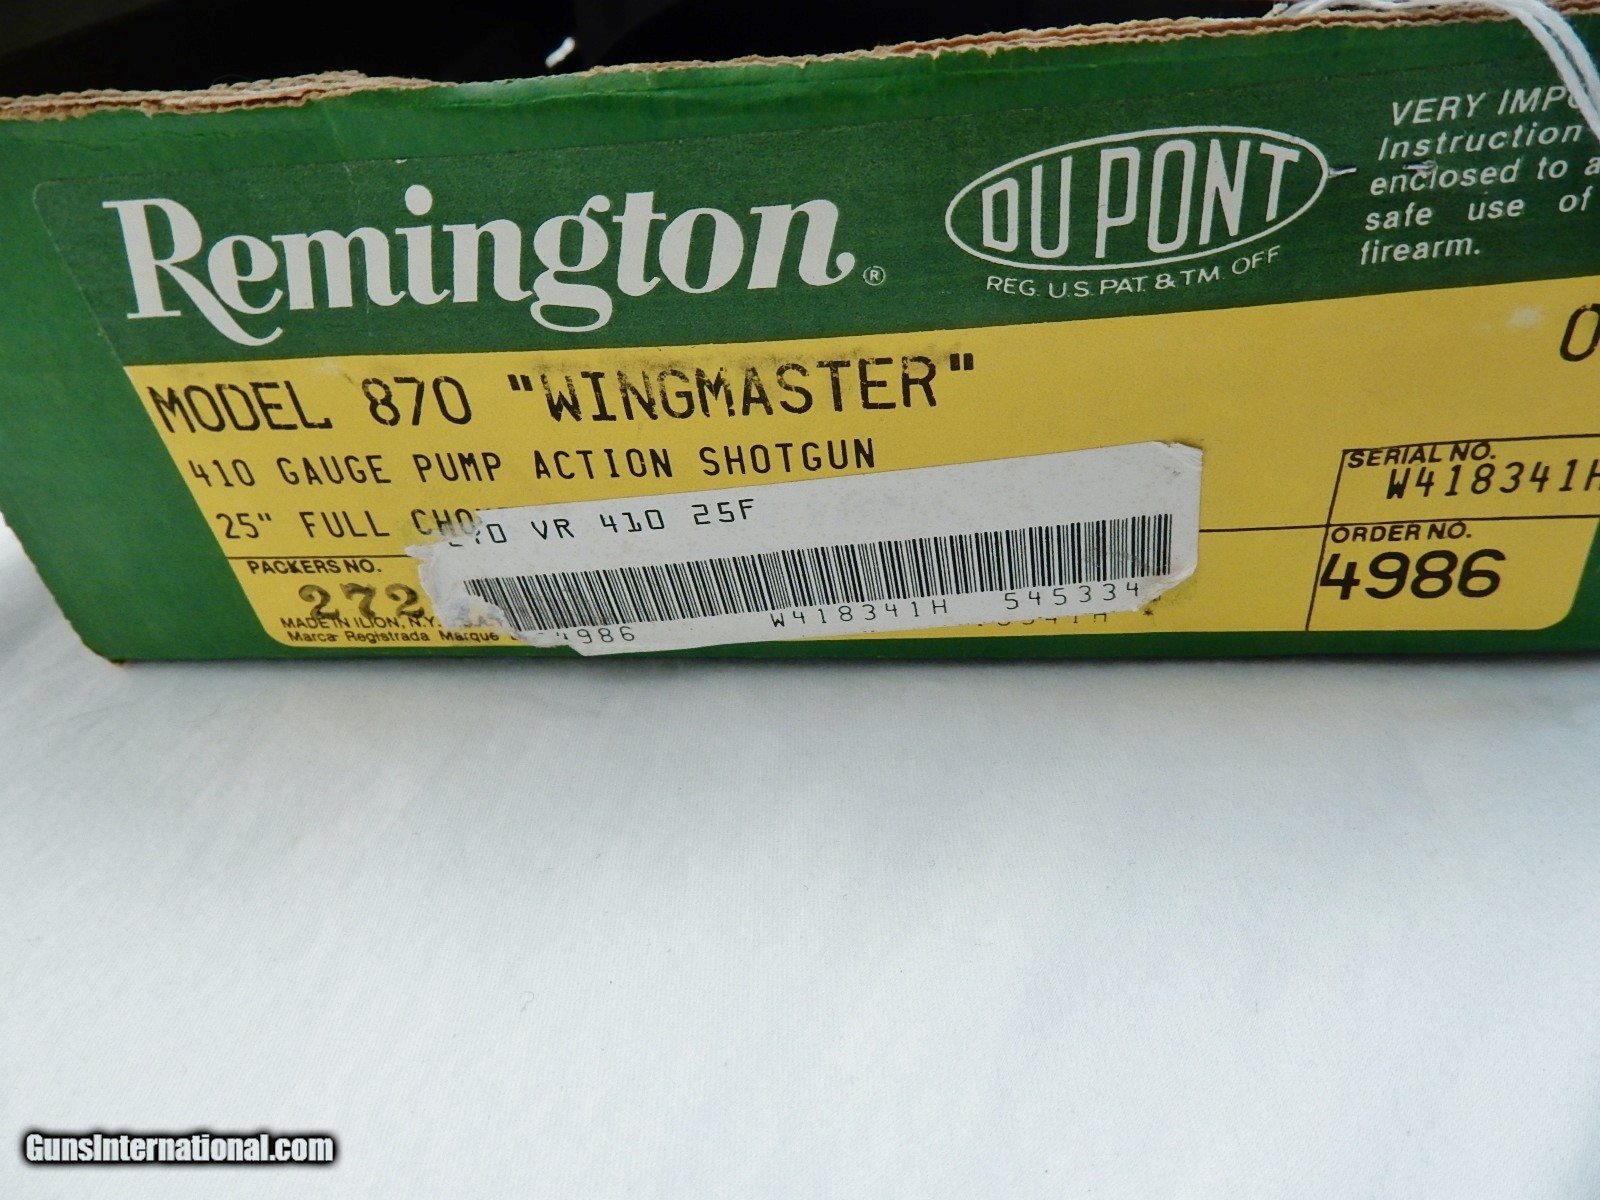 Remington®
DU PONT
REG. U.S. PAT. & TM. OFF
VERY
Instruction
enclosed to
safe use of
firearm.
MODEL 870 "WINGMASTER"
410 GAUGE PUMP ACTION SHOTGUN
25" FULL
VR 410 25F
SERIAL NO.
W418341H
ORDER NO.
4986
PACKERS NO.
272
MADE IN ILION, N.Y.
Marca Registrada Marque
4986 W418341H 545334
GunsInternational.com